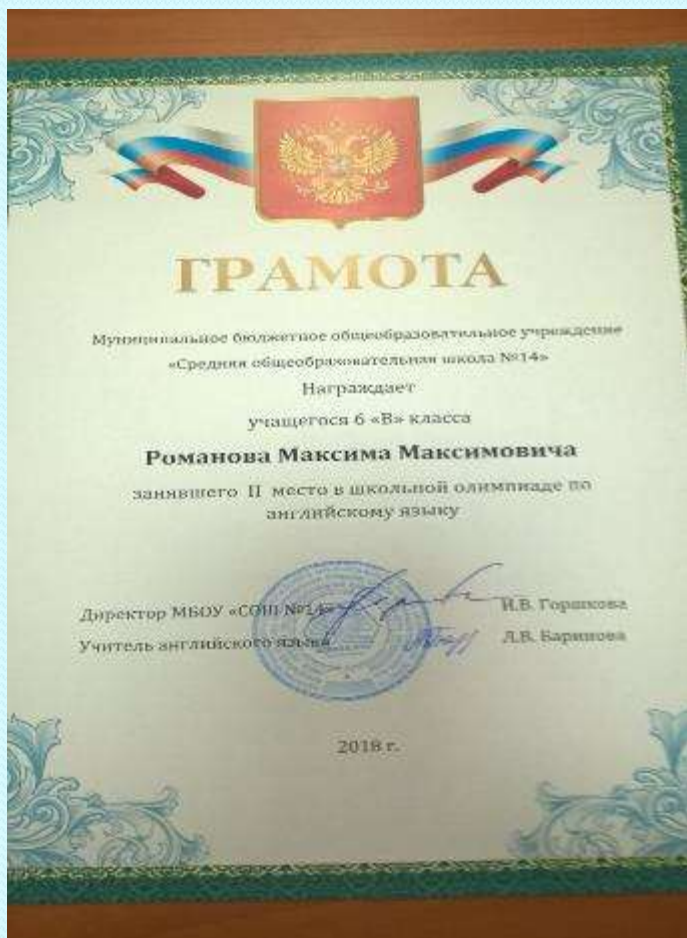 ГРАМОТА
Муниципальное бюджетное общеобразовательное учреждение
«Средняя общеобразовательная школа №14»
Награждает
учащегося 6 «В» класса
Романова Максима Максимовича
занявшего II место в школьной олимпиаде по
английскому языку
Директор МБОУ «СОШ №14» И.В. Горшкова
Учитель английского языка Л.В. Баринова
2018 г.